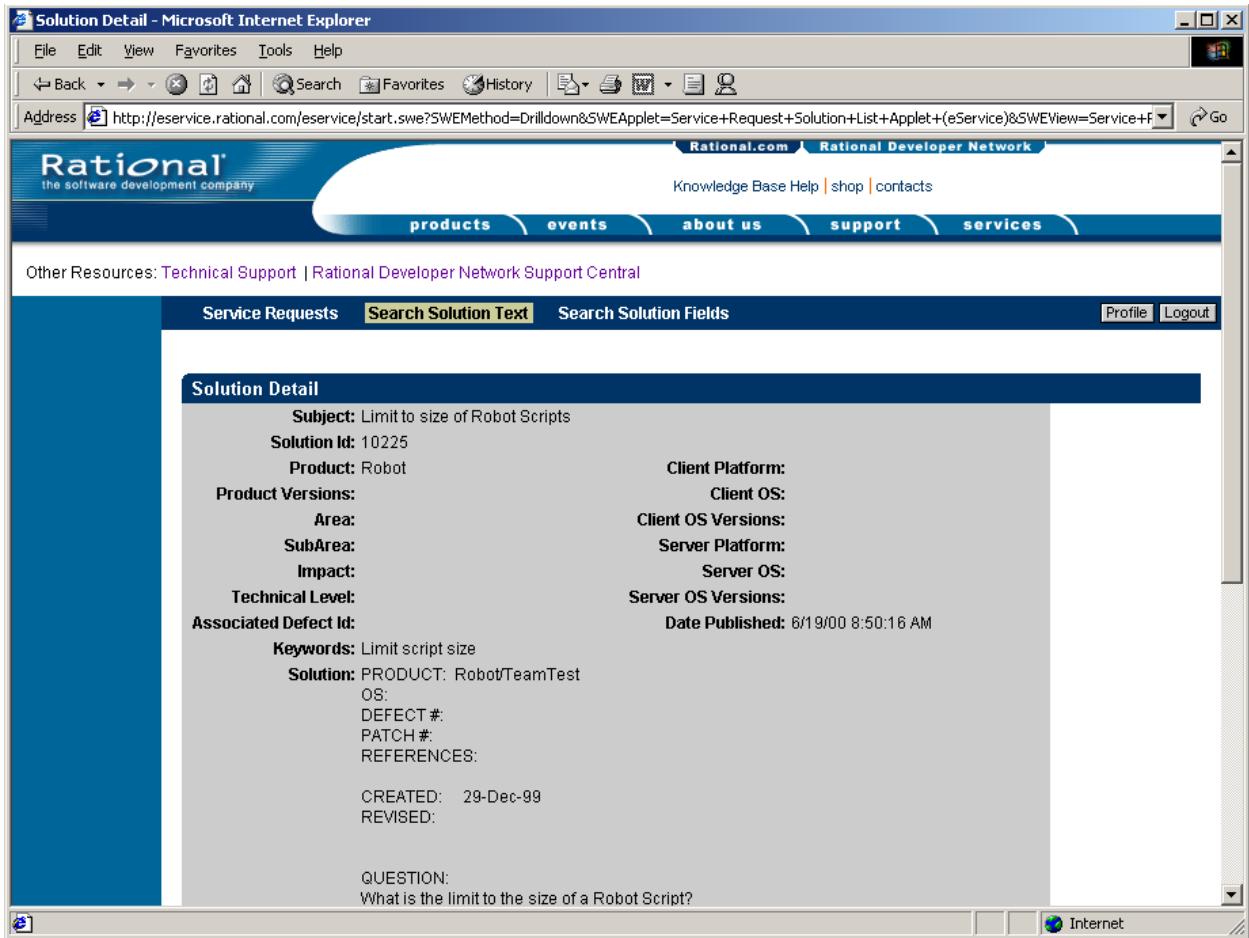 Solution Detail - Microsoft Internet Explorer
File Edit View Favorites Tools Help
Back Search Favorites History
Address http://eservice.rational.com/eservice/start.swe?SWEMethod=Drilldown&SWEApplet=Service+Request+Solution+List+Applet+(eService)&SWEView=Service+F Go
Rational.com Rational Developer Network
Rational
the software development company
Knowledge Base Help | shop | contacts
products events about us support services
Other Resources: Technical Support | Rational Developer Network Support Central
Service Requests Search Solution Text Search Solution Fields Profile Logout
Solution Detail
Subject: Limit to size of Robot Scripts
Solution Id: 10225
Product: Robot Client Platform:
Product Versions: Client OS:
Area: Client OS Versions:
SubArea: Server Platform:
Impact: Server OS:
Technical Level: Server OS Versions:
Associated Defect Id: Date Published: 6/19/00 8:50:16 AM
Keywords: Limit script size
Solution: PRODUCT: Robot/TeamTest
OS:
DEFECT #:
PATCH #:
REFERENCES:
CREATED: 29-Dec-99
REVISED:
QUESTION:
What is the limit to the size of a Robot Script?
Internet